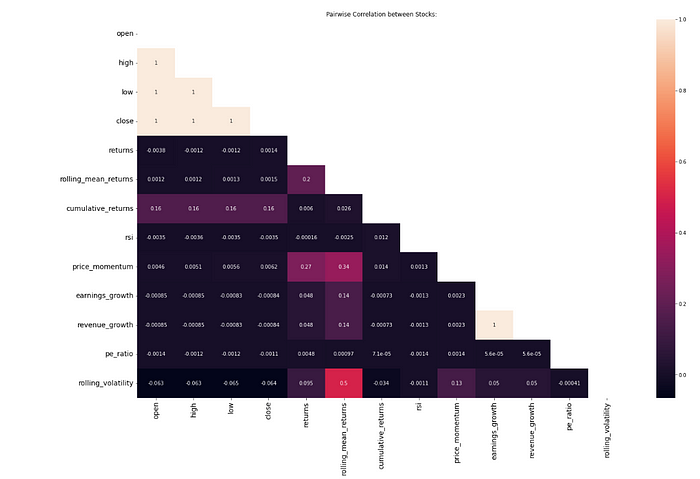 Pairwise Correlation between Stocks:
open
high 1
low 1 1
close 1 1 1
returns -0.0038 -0.0012 -0.0012 0.0014
rolling_mean_returns 0.0012 0.0012 0.0013 0.0015 0.2
cumulative_returns 0.16 0.16 0.16 0.16 0.006 0.026
rsi -0.0035 -0.0036 -0.0035 -0.0035 -0.00016 -0.0025 0.012
price_momentum 0.0046 0.0051 0.0056 0.0062 0.27 0.34 0.014 0.0013
earnings_growth -0.00085 -0.00085 -0.00083 -0.00084 0.048 0.14 -0.00073 -0.0013 0.0023
revenue_growth -0.00085 -0.00085 -0.00083 -0.00084 0.048 0.14 -0.00073 -0.0013 0.0023 1
pe_ratio -0.0014 -0.0012 -0.0012 -0.0011 0.0048 0.00097 7.1e-05 -0.0014 0.0014 5.6e-05 5.6e-05
rolling_volatility -0.063 -0.063 -0.065 -0.064 0.095 0.5 -0.034 -0.0011 0.13 0.05 0.05 -0.00041
open high low close returns rolling_mean_returns cumulative_returns rsi price_momentum earnings_growth revenue_growth pe_ratio rolling_volatility
1.0
0.8
0.6
0.4
0.2
0.0